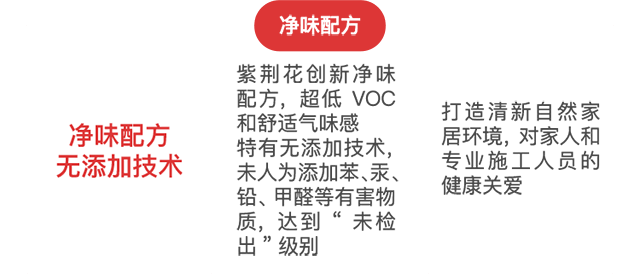 净味配方
净味配方
无添加技术
紫荆花创新净味
配方，超低 VOC
和舒适气味感
特有无添加技术，
未人为添加苯、汞、
铅、甲醛等有害物
质，达到“未检
出”级别
打造清新自然家
居环境，对家人和
专业施工人员的
健康关爱